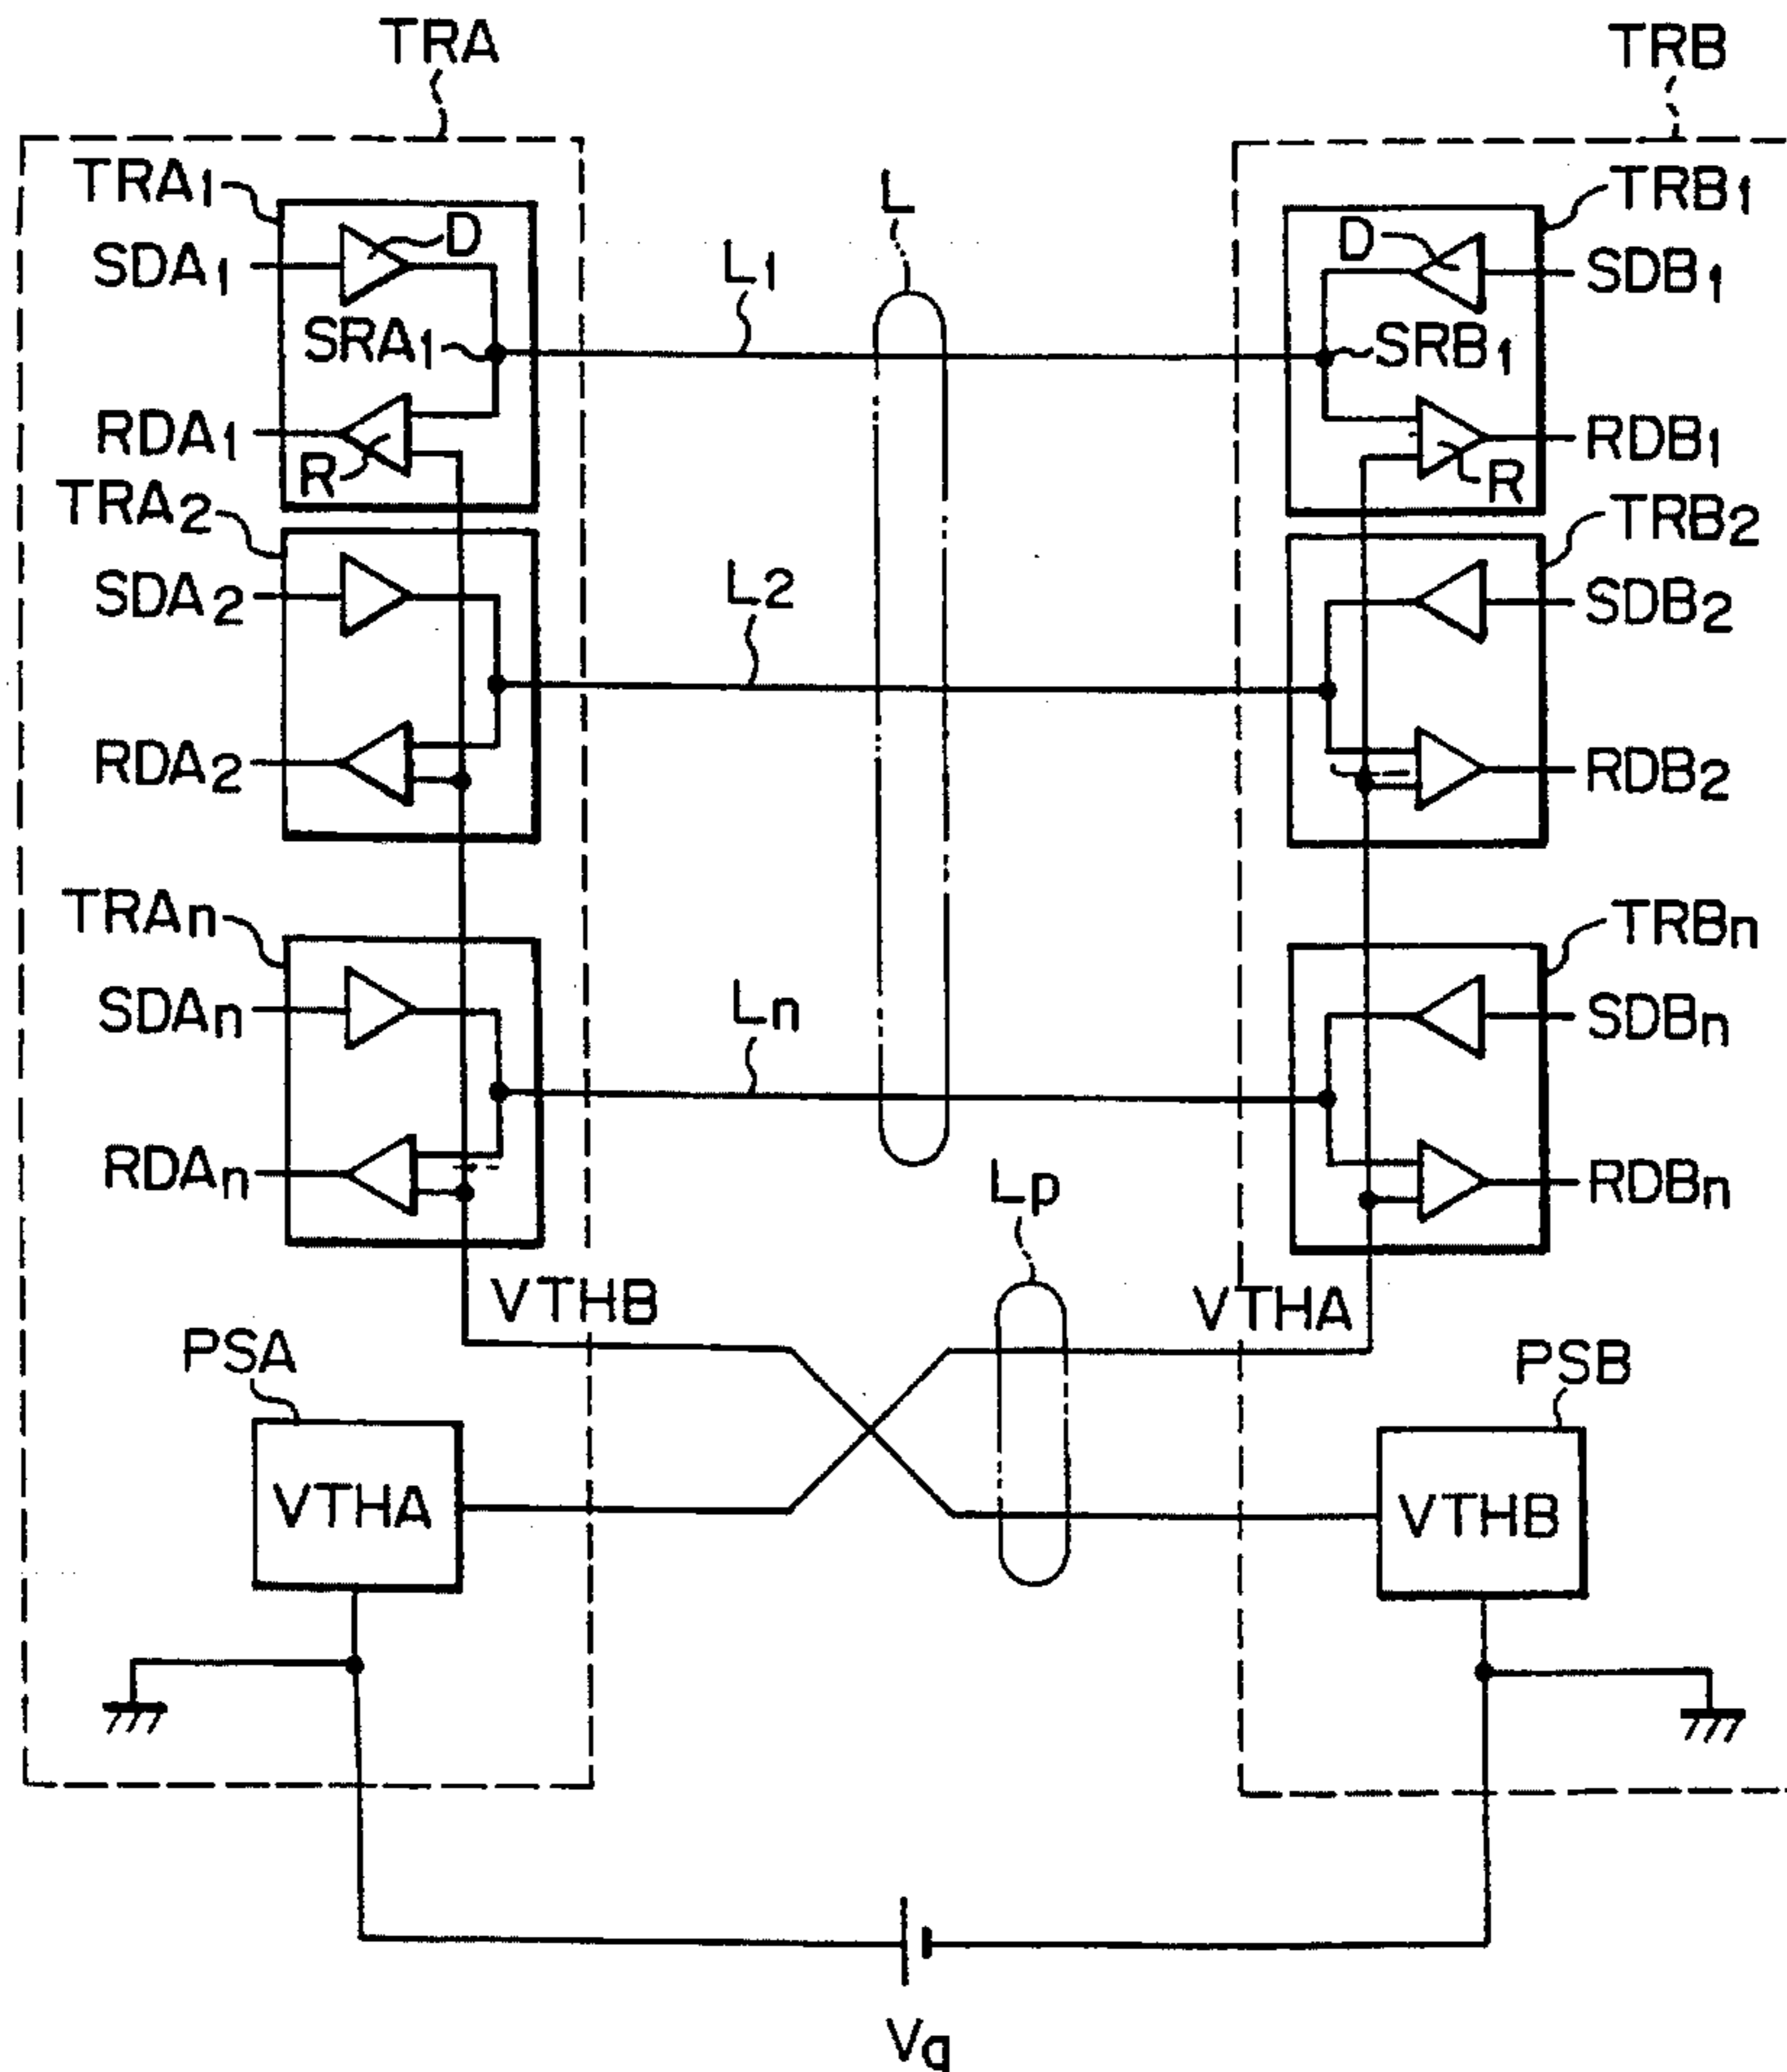 TRA
TRB
TRA1
L
TRB1
SDA1
D
L1
D
SDB1
SRA1
SRB1
RDA1
R
R
RDB1
TRA2
TRB2
SDA2
L2
SDB2
RDA2
RDB2
TRAn
TRBn
SDAn
Ln
SDBn
RDAn
Lp
RDBn
VTHB
VTHA
PSA
PSB
VTHA
VTHB
Vg